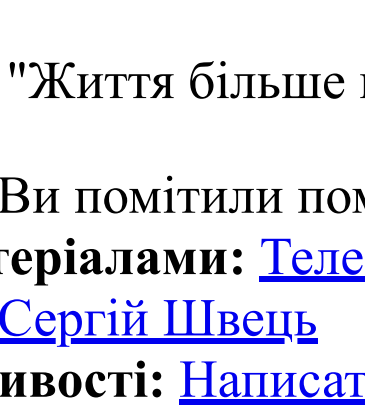 "Життя більше
Ви помітили пом
теріалами: Теле
Сергій Швець
ивості: Написат